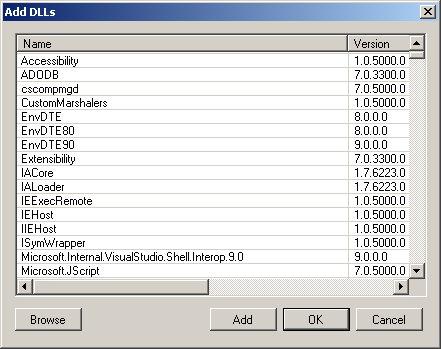 Add DLLs
Name Version
Accessibility 1.0.5000.0
ADODB 7.0.3300.0
cscompmgd 7.0.5000.0
CustomMarshalers 1.0.5000.0
EnvDTE 8.0.0.0
EnvDTE80 8.0.0.0
EnvDTE90 9.0.0.0
Extensibility 7.0.3300.0
IACore 1.7.6223.0
IALoader 1.7.6223.0
IEExecRemote 1.0.5000.0
IEHost 1.0.5000.0
IIEHost 1.0.5000.0
ISymWrapper 1.0.5000.0
Microsoft.Internal.VisualStudio.Shell.Interop.9.0 9.0.0.0
Microsoft.JScript 7.0.5000.0
Browse Add OK Cancel